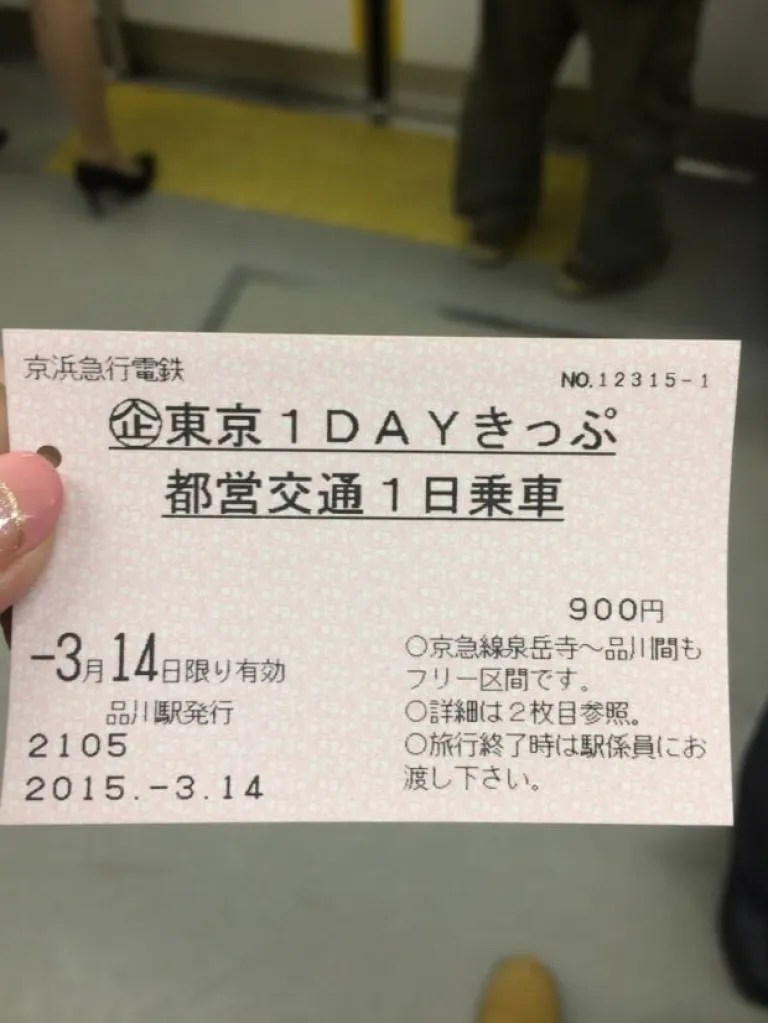 京浜急行電鉄
NO.12315-1
㊭東京1DAYきっぷ
都営交通1日乗車
900円
-3月14日限り有効
品川駅発行
2105
2015.-3.14
○京急線泉岳寺～品川間も
フリー区間です。
○詳細は2枚目参照。
○旅行終了時は駅係員にお
渡し下さい。